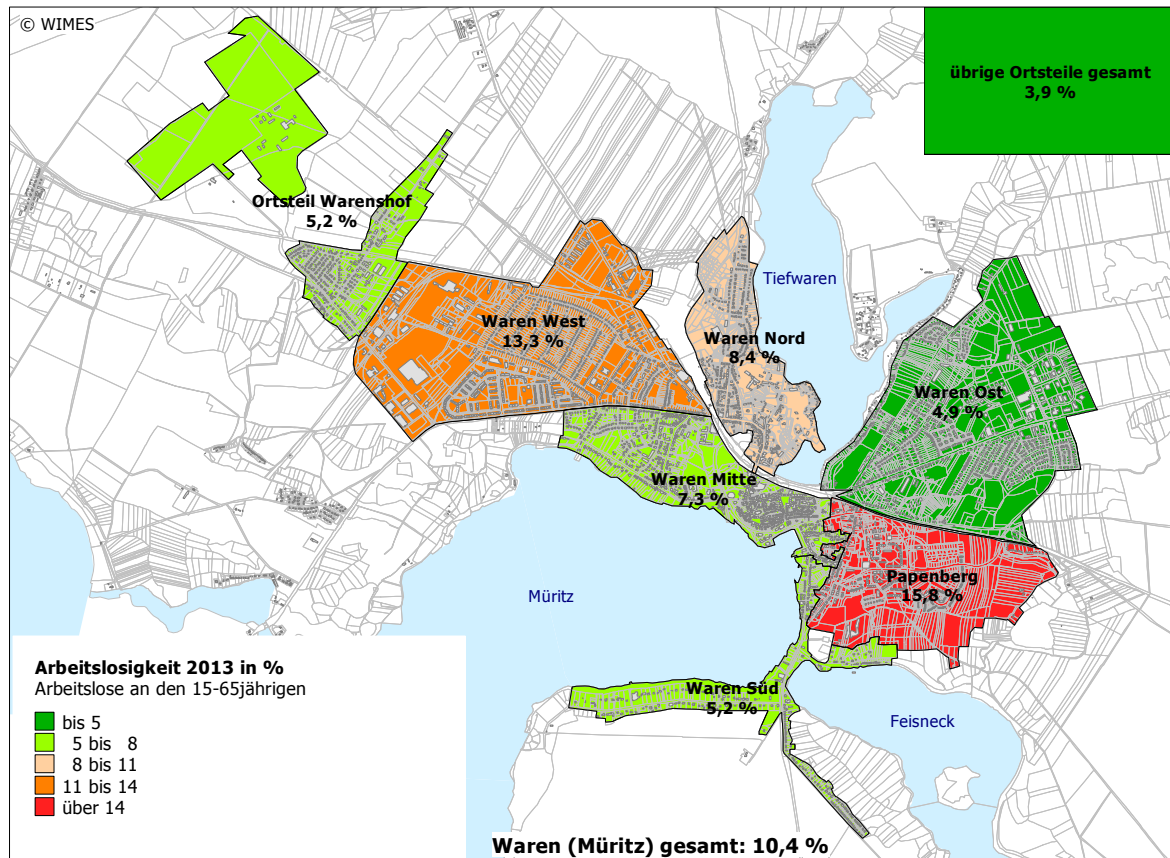 © WIMES
übrige Ortsteile gesamt
3,9 %
Ortsteil Warenshof
5,2 %
Tiefwaren
Waren West
13,3 %
Waren Nord
8,4 %
Waren Ost
4,9 %
Waren Mitte
7,3 %
Papenberg
15,8 %
Müritz
Waren Süd
5,2 %
Feisneck
Arbeitslosigkeit 2013 in %
Arbeitslose an den 15-65jährigen
bis 5
5 bis 8
8 bis 11
11 bis 14
über 14
Waren (Müritz) gesamt: 10,4 %